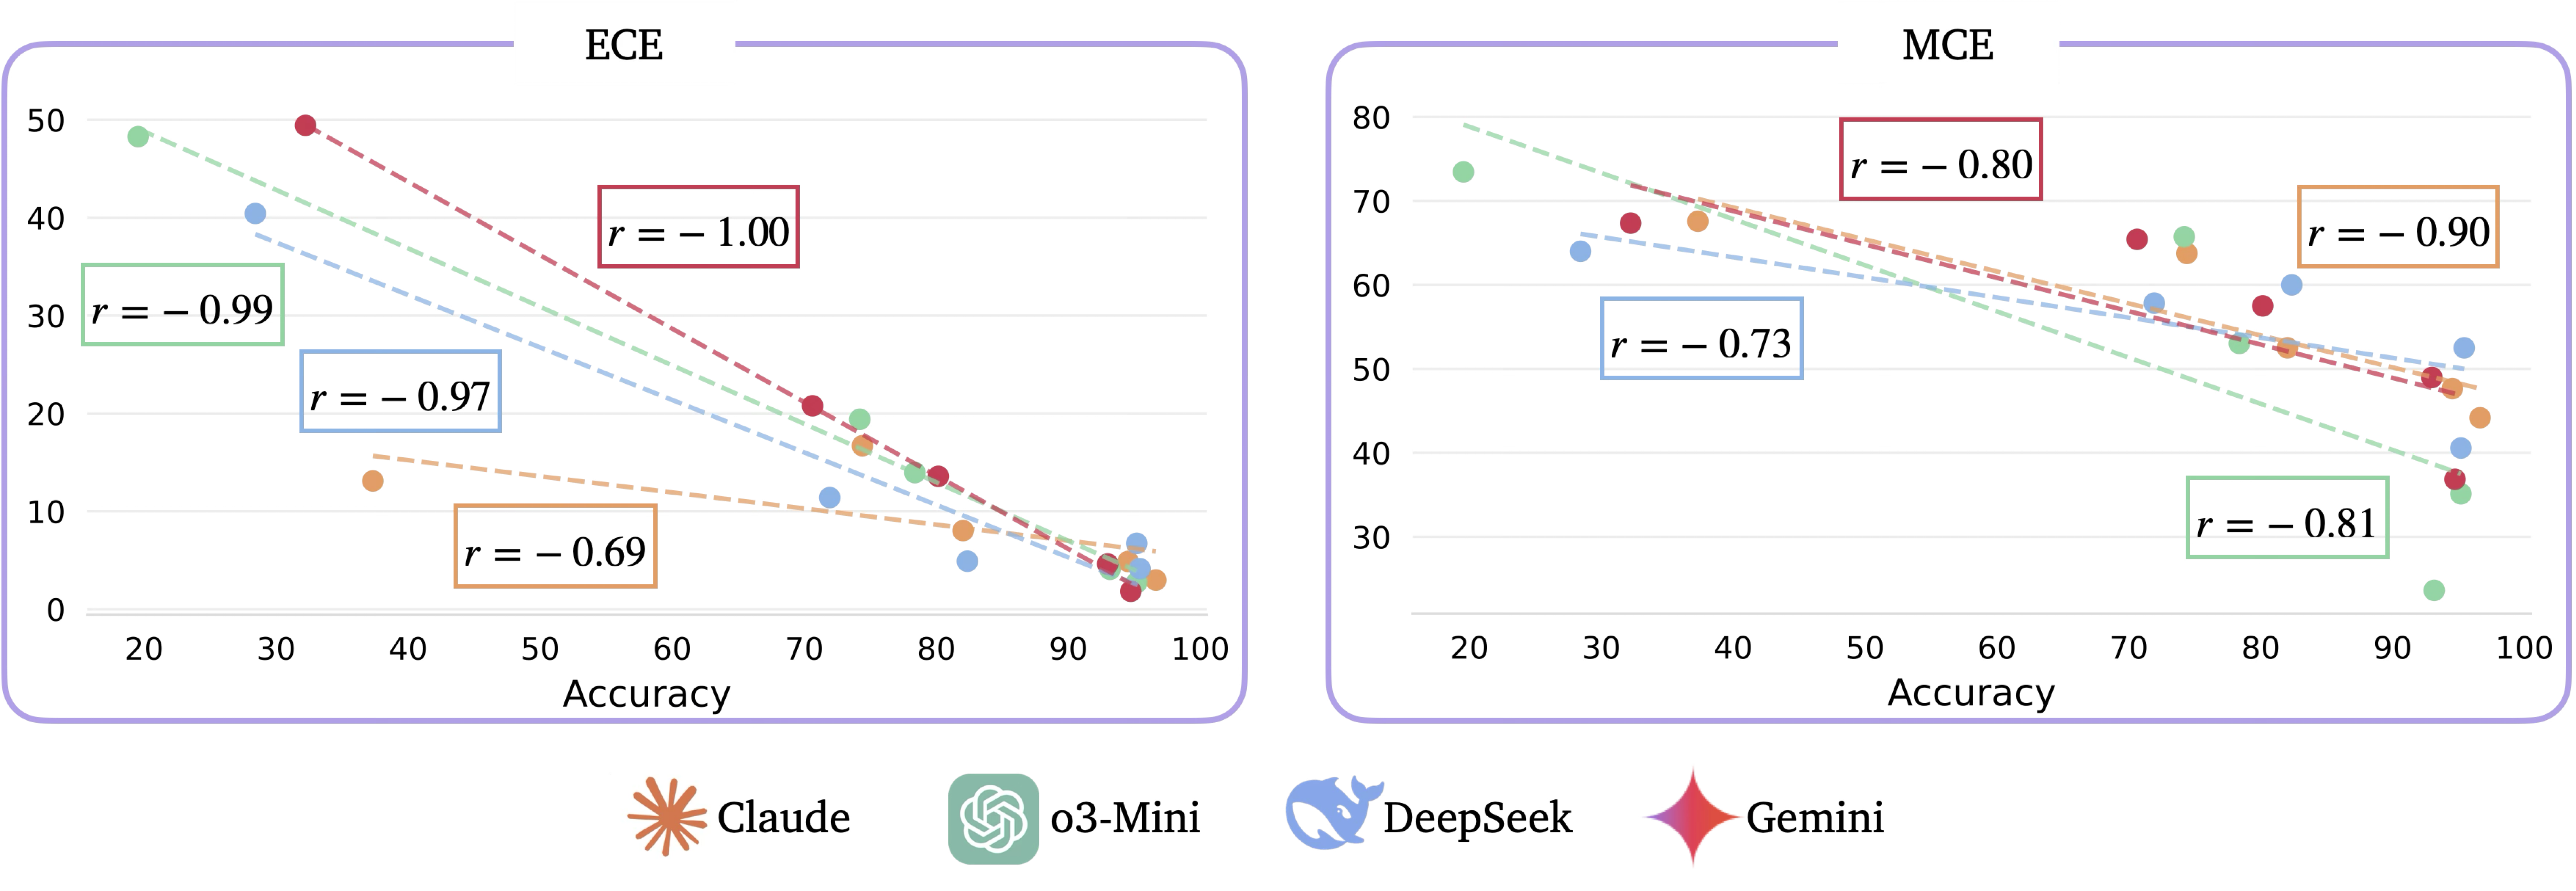 ECE
50
40
30
20
10
0
r = − 1.00
r = − 0.99
r = − 0.97
r = − 0.69
20 30 40 50 60 70 80 90 100
Accuracy
MCE
80
70
60
50
40
30
r = − 0.80
r = − 0.90
r = − 0.73
r = − 0.81
20 30 40 50 60 70 80 90 100
Accuracy
Claude o3-Mini DeepSeek Gemini